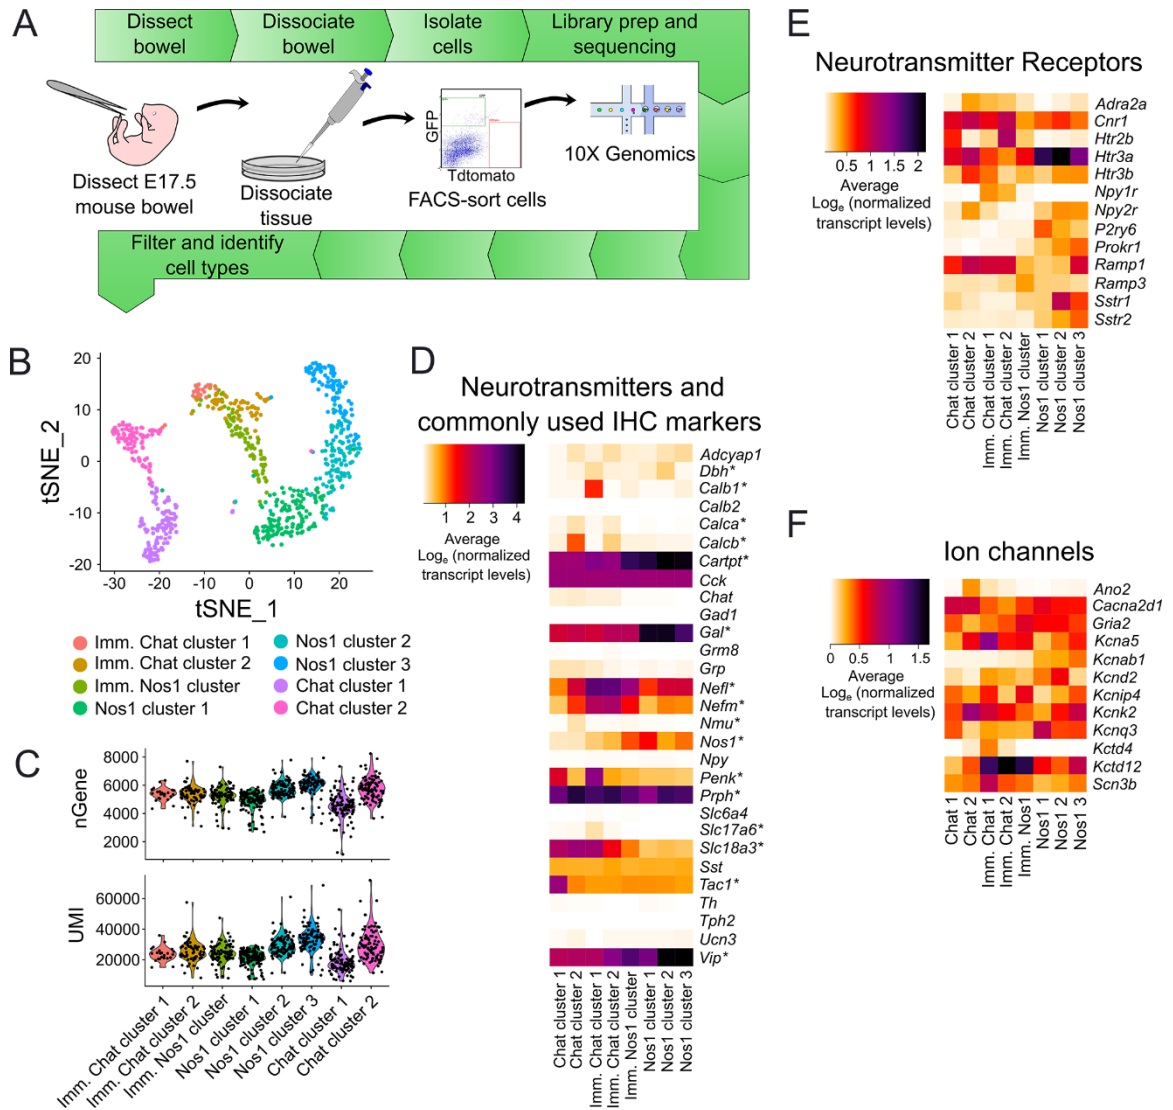 A
Dissect
bowel
Dissociate
bowel
Isolate
cells
Library prep and
sequencing
Dissect E17.5
mouse bowel
Dissociate
tissue
GFP
Tdtomato
FACS-sort cells
10X Genomics
Filter and identify
cell types
B
20
10
0
-10
-20
tSNE_2
-30
-20
-10
0
10
20
tSNE_1
Imm. Chat cluster 1
Imm. Chat cluster 2
Imm. Nos1 cluster
Nos1 cluster 1
Nos1 cluster 2
Nos1 cluster 3
Chat cluster 1
Chat cluster 2
C
nGene
8000
6000
4000
2000
UMI
60000
40000
20000
Imm. Chat cluster 1
Imm. Chat cluster 2
Imm. Nos1 cluster
Nos1 cluster 1
Nos1 cluster 2
Nos1 cluster 3
Chat cluster 1
Chat cluster 2
D
Neurotransmitters and
commonly used IHC markers
1 2 3 4
Average
Logₑ (normalized
transcript levels)
Adcyap1
Dbh*
Calb1*
Calb2
Calca*
Calcb*
Cartpt*
Cck
Chat
Gad1
Gal*
Grm8
Grp
Nefl*
Nefm*
Nmu*
Nos1*
Npy
Penk*
Prph*
Slc6a4
Slc17a6*
Slc18a3*
Sst
Tac1*
Th
Tph2
Ucn3
Vip*
Chat cluster 1
Chat cluster 2
Imm. Chat cluster 1
Imm. Chat cluster 2
Imm. Nos1 cluster
Nos1 cluster 1
Nos1 cluster 2
Nos1 cluster 3
E
Neurotransmitter Receptors
0.5 1 1.5 2
Average
Logₑ (normalized
transcript levels)
Adra2a
Cnr1
Htr2b
Htr3a
Htr3b
Npy1r
Npy2r
P2ry6
Prokr1
Ramp1
Ramp3
Sstr1
Sstr2
Chat cluster 1
Chat cluster 2
Imm. Chat cluster 1
Imm. Chat cluster 2
Imm. Nos1 cluster
Nos1 cluster 1
Nos1 cluster 2
Nos1 cluster 3
F
Ion channels
0 0.5 1 1.5
Average
Logₑ (normalized
transcript levels)
Ano2
Cacna2d1
Gria2
Kcna5
Kcnab1
Kcnd2
Kcnip4
Kcnk2
Kcnq3
Kctd4
Kctd12
Scn3b
Chat 1
Chat 2
Imm. Chat 1
Imm. Chat 2
Imm. Nos1
Nos1 1
Nos1 2
Nos1 3